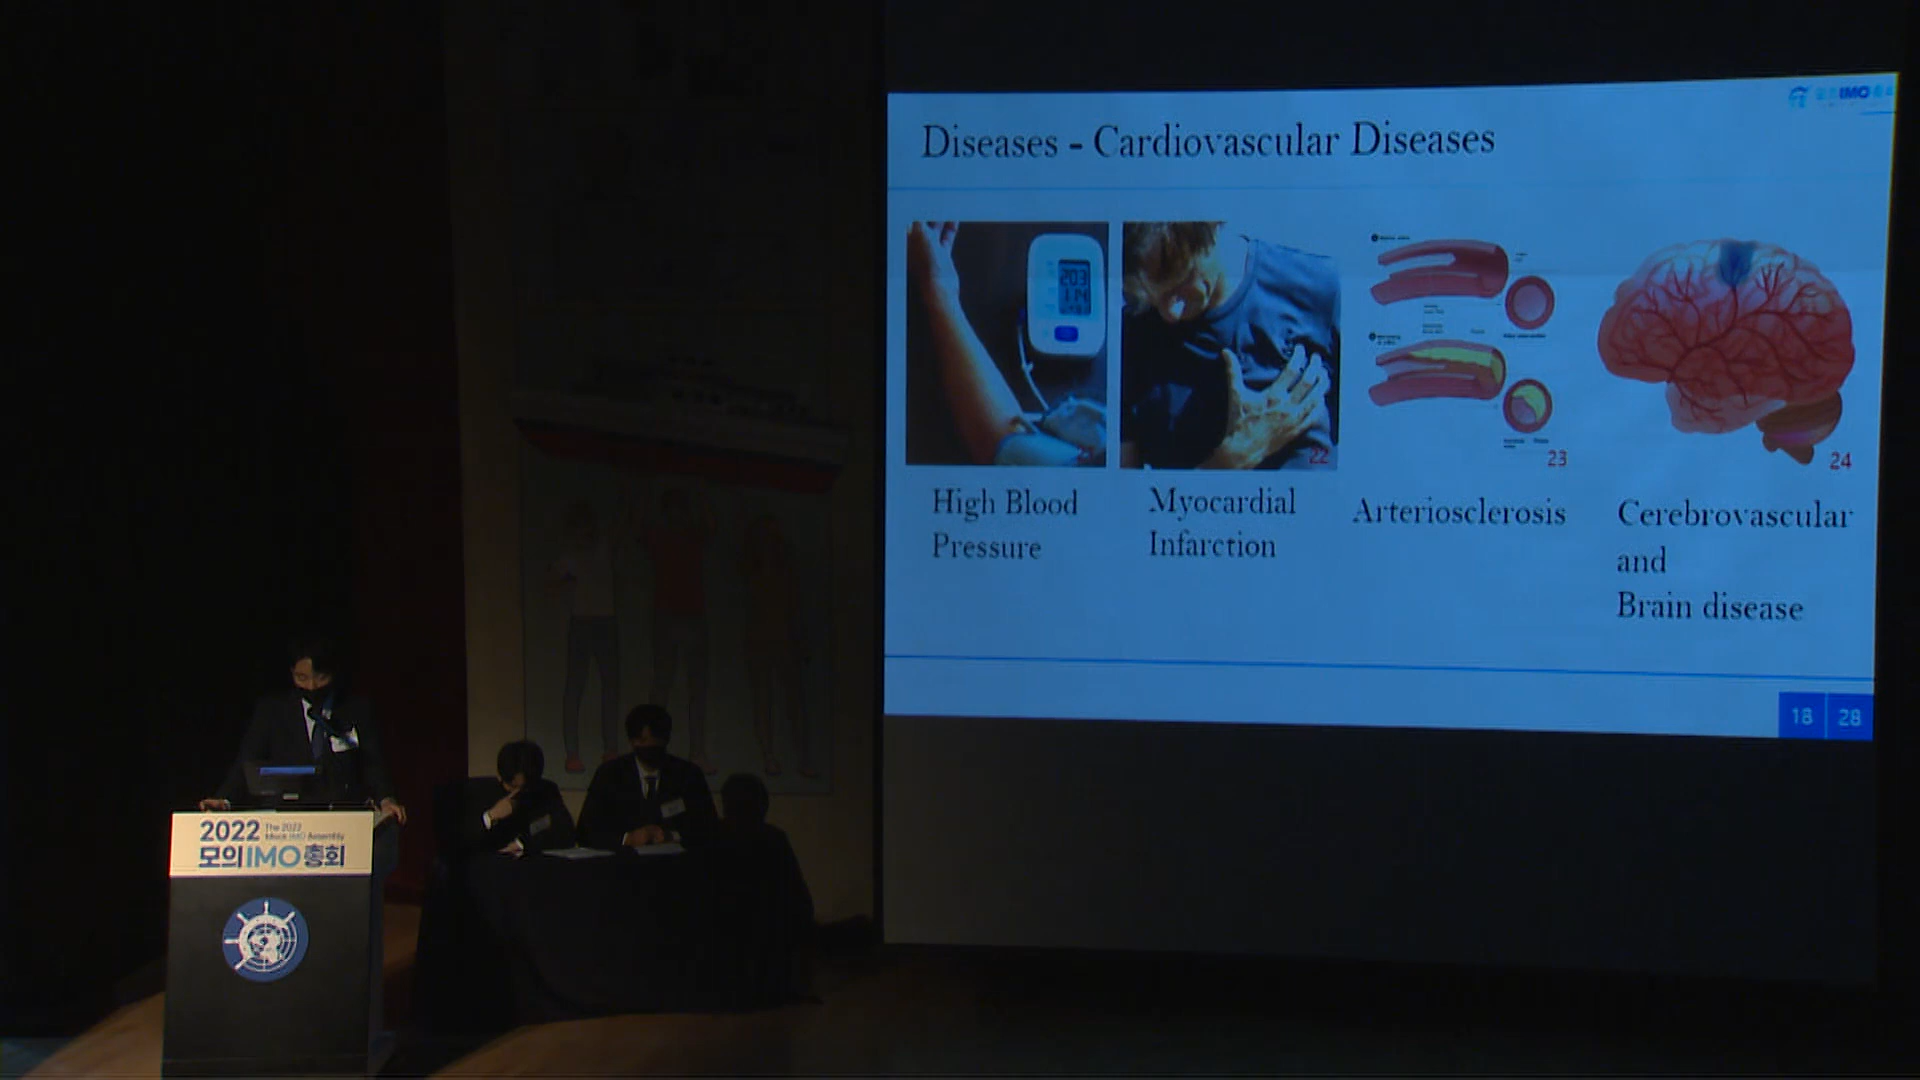 IMO
Diseases - Cardiovascular Diseases
203
114
22
23
24
High Blood
Pressure
Myocardial
Infarction
Arteriosclerosis
Cerebrovascular
and
Brain disease
18 28
2022 The 2022
Mock IMO Assembly
모의IMO총회